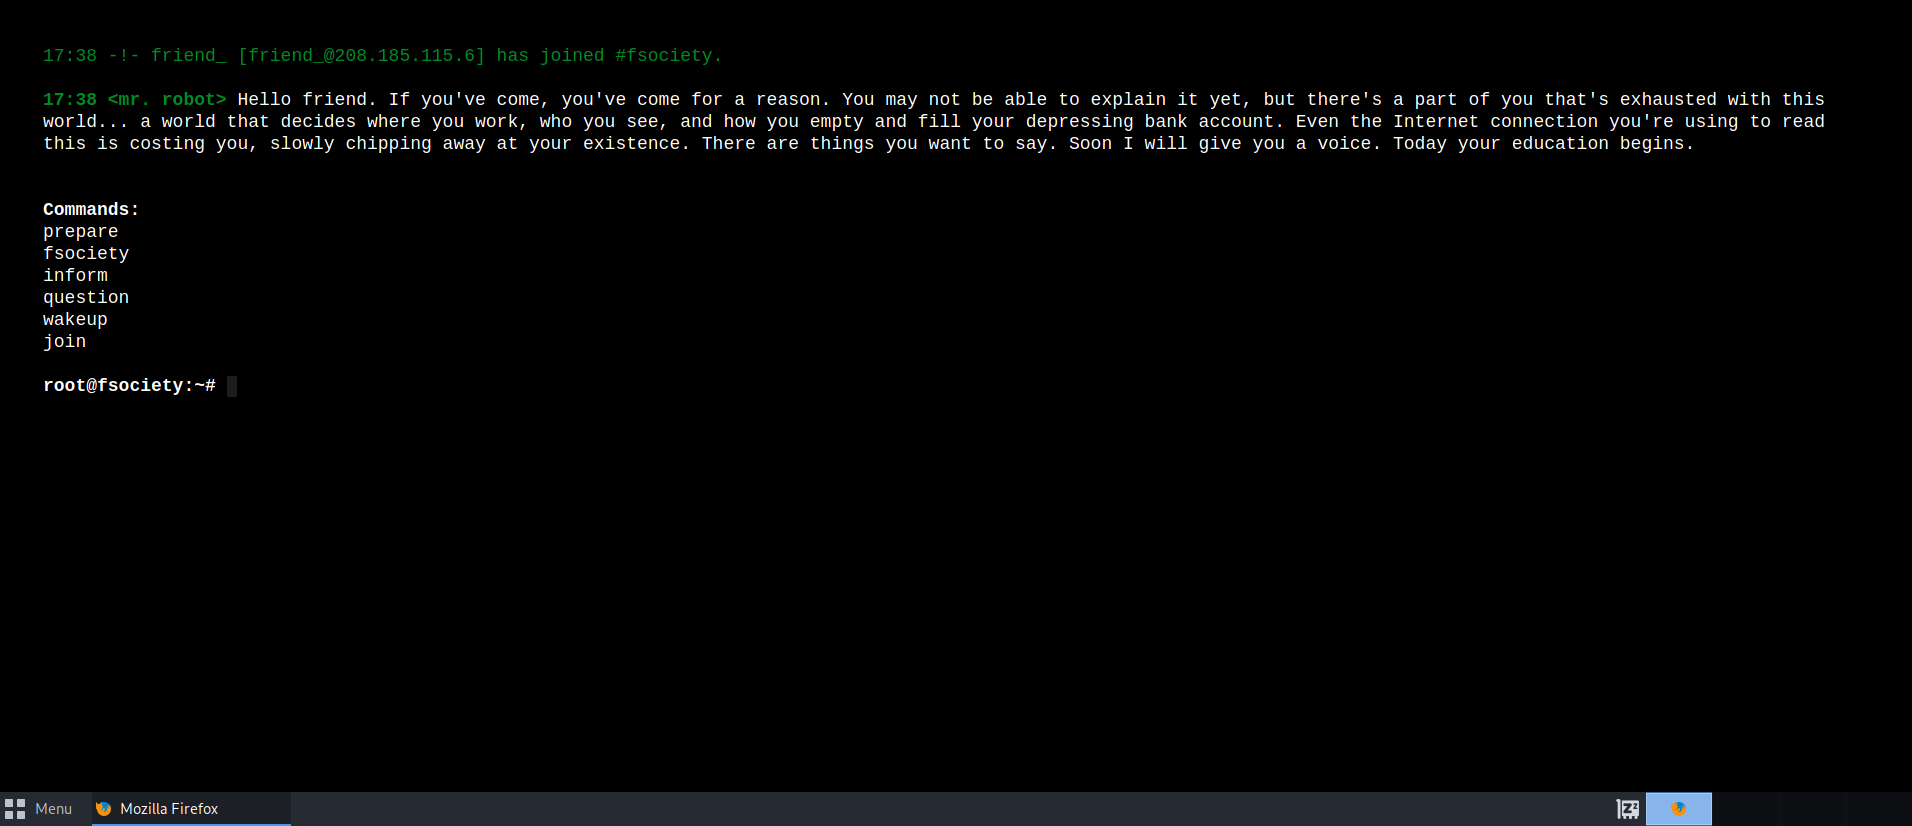 17:38 -!- friend_ [friend_@208.185.115.6] has joined #fsociety.
17:38 <mr. robot> Hello friend. If you've come, you've come for a reason. You may not be able to explain it yet, but there's a part of you that's exhausted with this
world... a world that decides where you work, who you see, and how you empty and fill your depressing bank account. Even the Internet connection you're using to read
this is costing you, slowly chipping away at your existence. There are things you want to say. Soon I will give you a voice. Today your education begins.
Commands:
prepare
fsociety
inform
question
wakeup
join
root@fsociety:~#
Menu
Mozilla Firefox